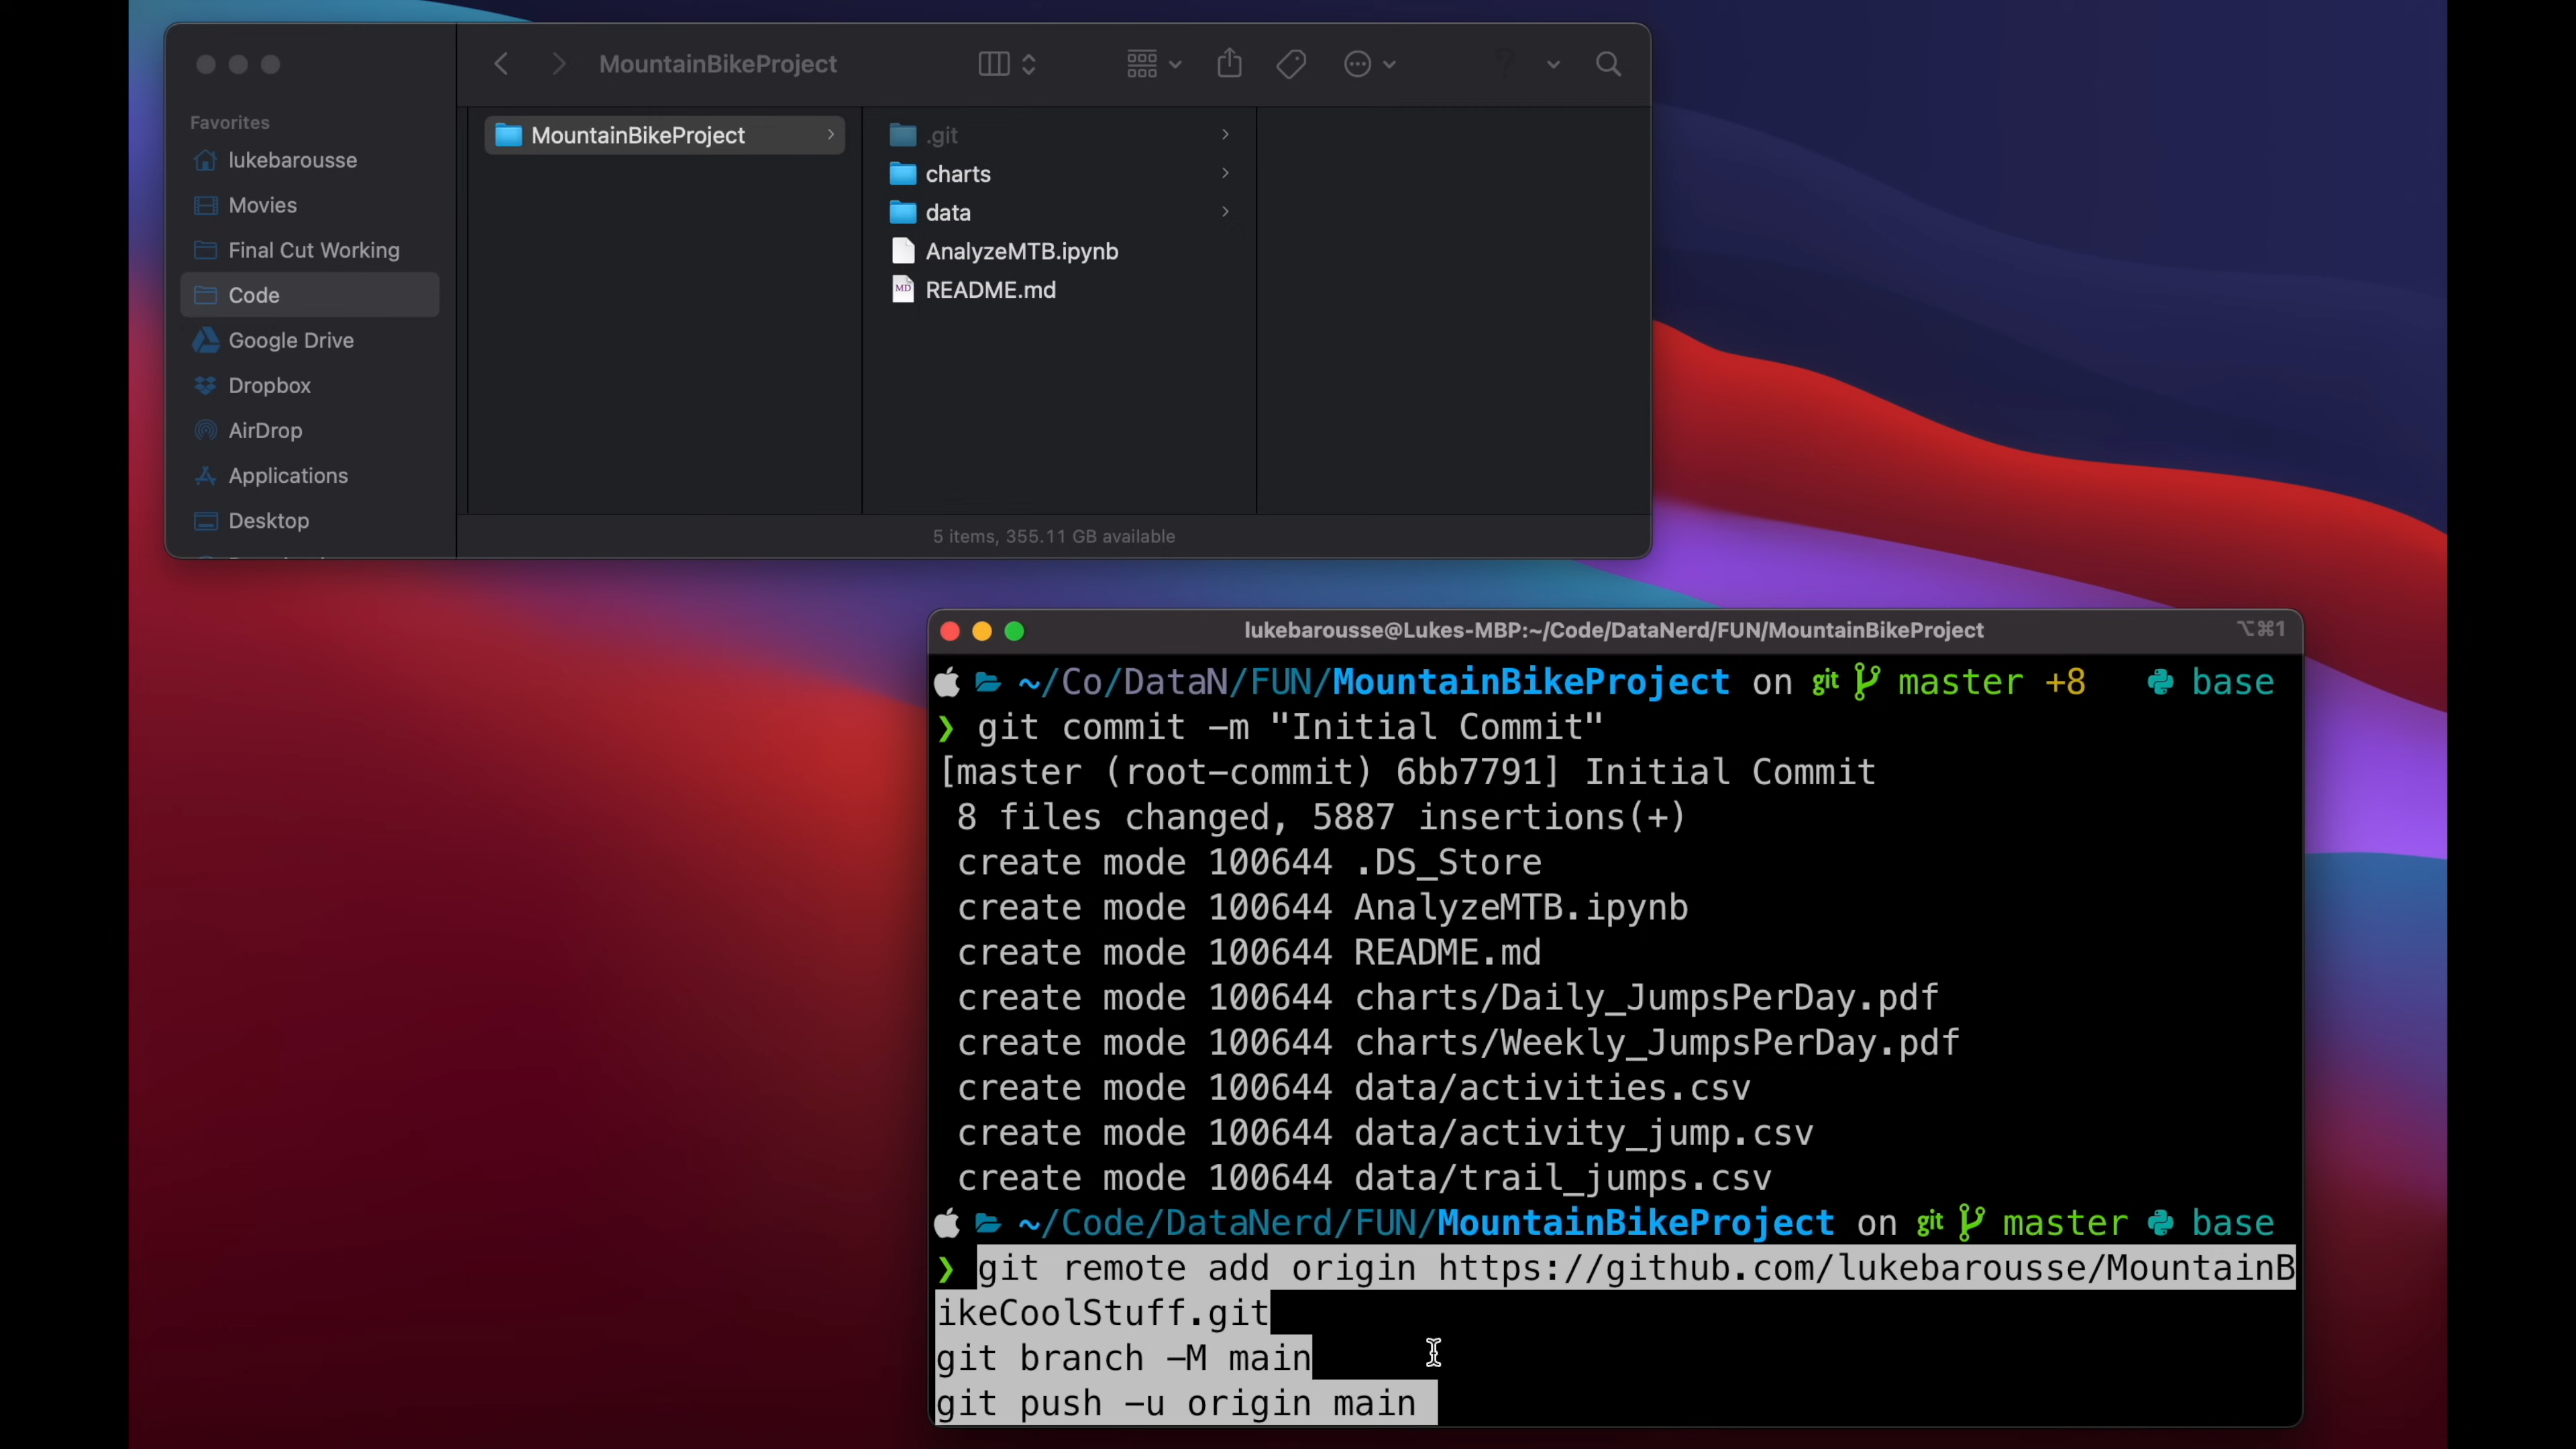 MountainBikeProject
Favorites
lukebarousse
Movies
Final Cut Working
Code
Google Drive
Dropbox
AirDrop
Applications
Desktop
MountainBikeProject
.git
charts
data
AnalyzeMTB.ipynb
MD
README.md
5 items, 355.11 GB available
lukebarousse@Lukes-MBP:~/Code/DataNerd/FUN/MountainBikeProject
⌥⌘1
~/Co/DataN/FUN/MountainBikeProject on git master +8 base
❯ git commit -m "Initial Commit"
[master (root-commit) 6bb7791] Initial Commit
8 files changed, 5887 insertions(+)
create mode 100644 .DS_Store
create mode 100644 AnalyzeMTB.ipynb
create mode 100644 README.md
create mode 100644 charts/Daily_JumpsPerDay.pdf
create mode 100644 charts/Weekly_JumpsPerDay.pdf
create mode 100644 data/activities.csv
create mode 100644 data/activity_jump.csv
create mode 100644 data/trail_jumps.csv
~/Code/DataNerd/FUN/MountainBikeProject on git master base
❯ git remote add origin https://github.com/lukebarousse/MountainB
ikeCoolStuff.git
git branch -M main
git push -u origin main